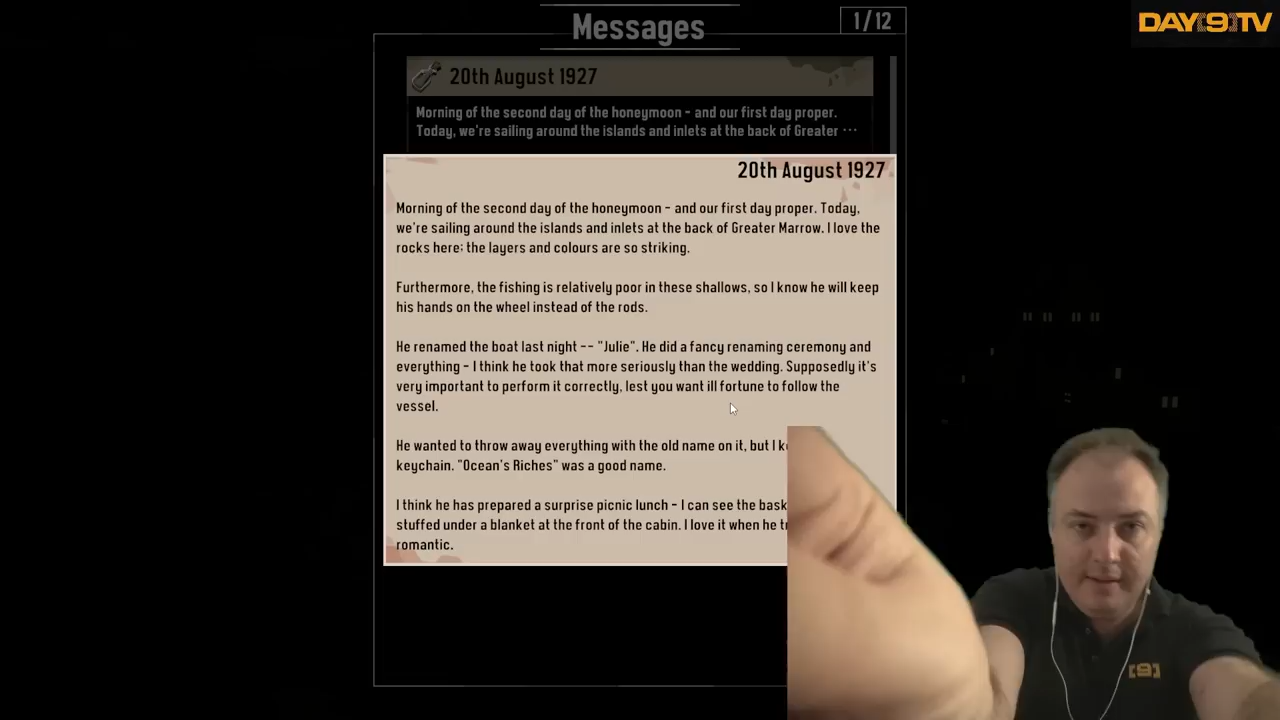 Messages
1/12
DAY[9]TV
20th August 1927
Morning of the second day of the honeymoon - and our first day proper.
Today, we're sailing around the islands and inlets at the back of Greater ...
20th August 1927
Morning of the second day of the honeymoon - and our first day proper. Today,
we're sailing around the islands and inlets at the back of Greater Marrow. I love the
rocks here: the layers and colours are so striking.
Furthermore, the fishing is relatively poor in these shallows, so I know he will keep
his hands on the wheel instead of the rods.
He renamed the boat last night -- "Julie". He did a fancy renaming ceremony and
everything - I think he took that more seriously than the wedding. Supposedly it's
very important to perform it correctly, lest you want ill fortune to follow the
vessel.
He wanted to throw away everything with the old name on it, but I
keychain. "Ocean's Riches" was a good name.
I think he has prepared a surprise picnic lunch - I can see the
stuffed under a blanket at the front of the cabin. I love it when he
romantic.
[9]